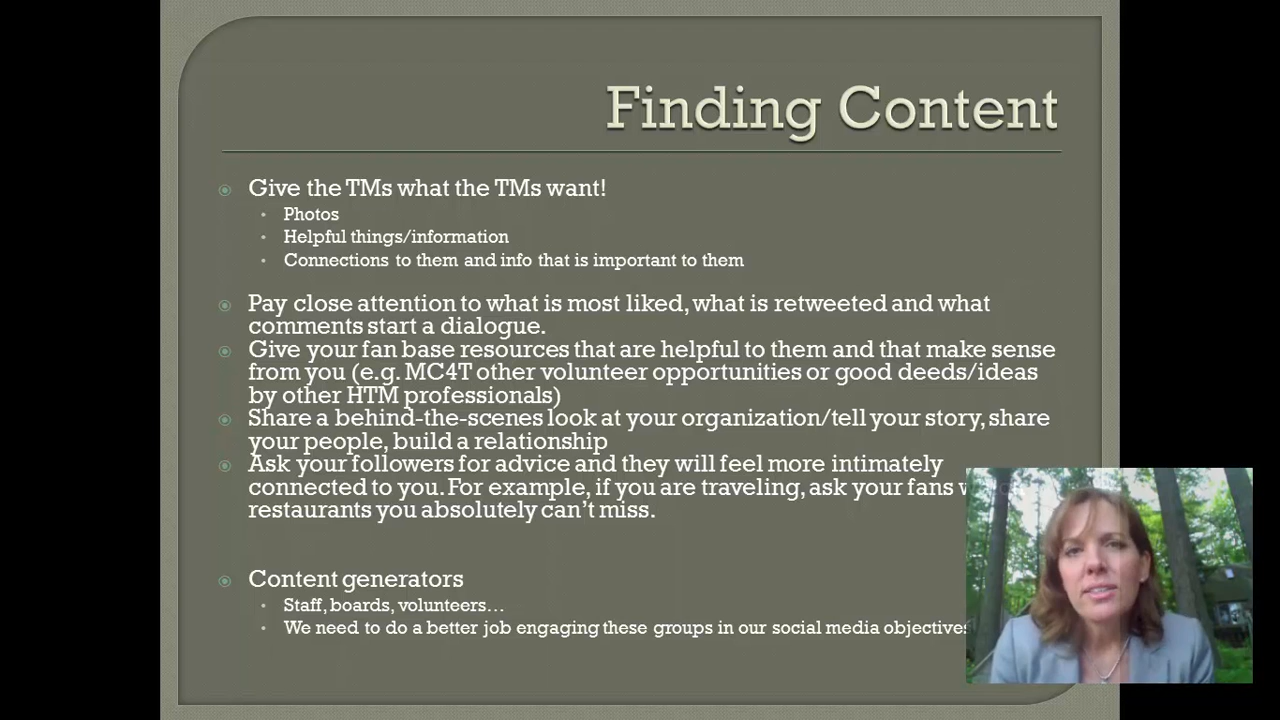 Finding Content
Give the TMs what the TMs want!
Photos
Helpful things/information
Connections to them and info that is important to them
Pay close attention to what is most liked, what is retweeted and what
comments start a dialogue.
Give your fan base resources that are helpful to them and that make sense
from you (e.g. MC4T other volunteer opportunities or good deeds/ideas
by other HTM professionals)
Share a behind-the-scenes look at your organization/tell your story, share
your people, build a relationship
Ask your followers for advice and they will feel more intimately
connected to you. For example, if you are traveling, ask your fans
restaurants you absolutely can't miss.
Content generators
Staff, boards, volunteers...
We need to do a better job engaging these groups in our social media objectives